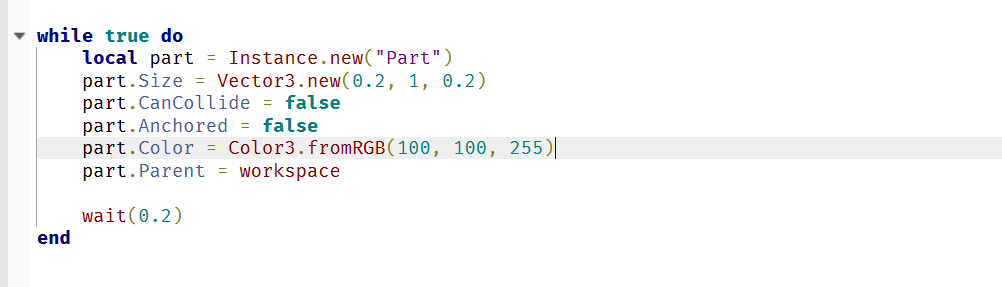 while true do
    local part = Instance.new("Part")
    part.Size = Vector3.new(0.2, 1, 0.2)
    part.CanCollide = false
    part.Anchored = false
    part.Color = Color3.fromRGB(100, 100, 255)
    part.Parent = workspace

    wait(0.2)
end